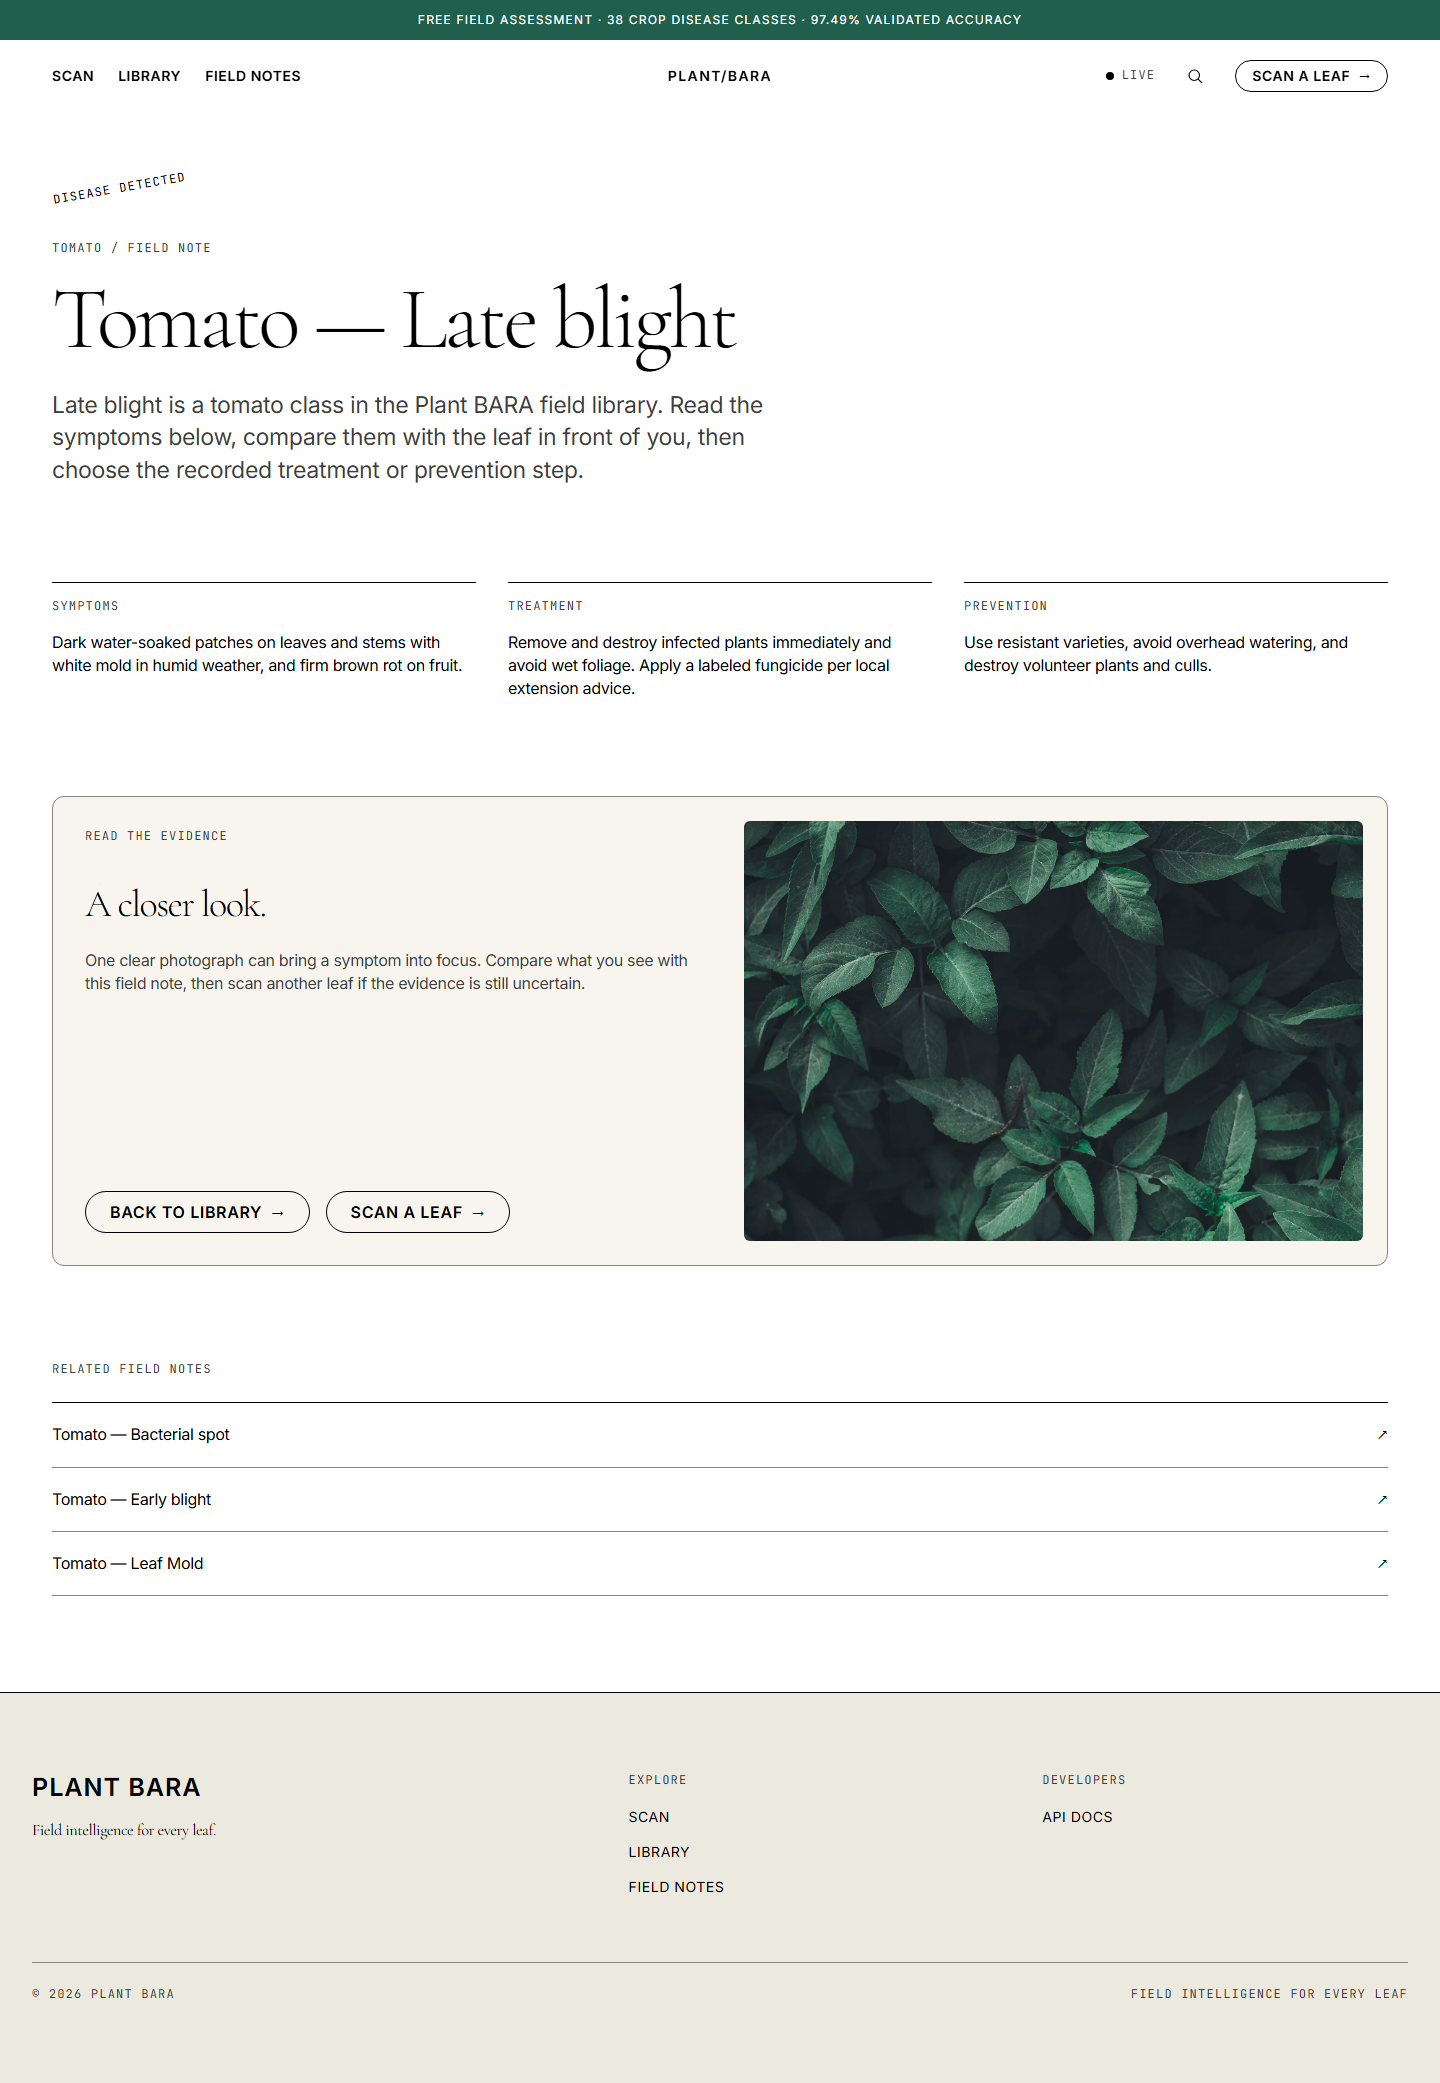 FREE FIELD ASSESSMENT · 38 CROP DISEASE CLASSES · 97.49% VALIDATED ACCURACY
SCAN LIBRARY FIELD NOTES PLANT/BARA LIVE SCAN A LEAF →
DISEASE DETECTED
TOMATO / FIELD NOTE
Tomato — Late blight
Late blight is a tomato class in the Plant BARA field library. Read the
symptoms below, compare them with the leaf in front of you, then
choose the recorded treatment or prevention step.
SYMPTOMS
Dark water-soaked patches on leaves and stems with
white mold in humid weather, and firm brown rot on fruit.
TREATMENT
Remove and destroy infected plants immediately and
avoid wet foliage. Apply a labeled fungicide per local
extension advice.
PREVENTION
Use resistant varieties, avoid overhead watering, and
destroy volunteer plants and culls.
READ THE EVIDENCE
A closer look.
One clear photograph can bring a symptom into focus. Compare what you see with
this field note, then scan another leaf if the evidence is still uncertain.
BACK TO LIBRARY → SCAN A LEAF →
RELATED FIELD NOTES
Tomato — Bacterial spot ↗
Tomato — Early blight ↗
Tomato — Leaf Mold ↗
PLANT BARA
Field intelligence for every leaf.
EXPLORE
SCAN
LIBRARY
FIELD NOTES
DEVELOPERS
API DOCS
© 2026 PLANT BARA
FIELD INTELLIGENCE FOR EVERY LEAF